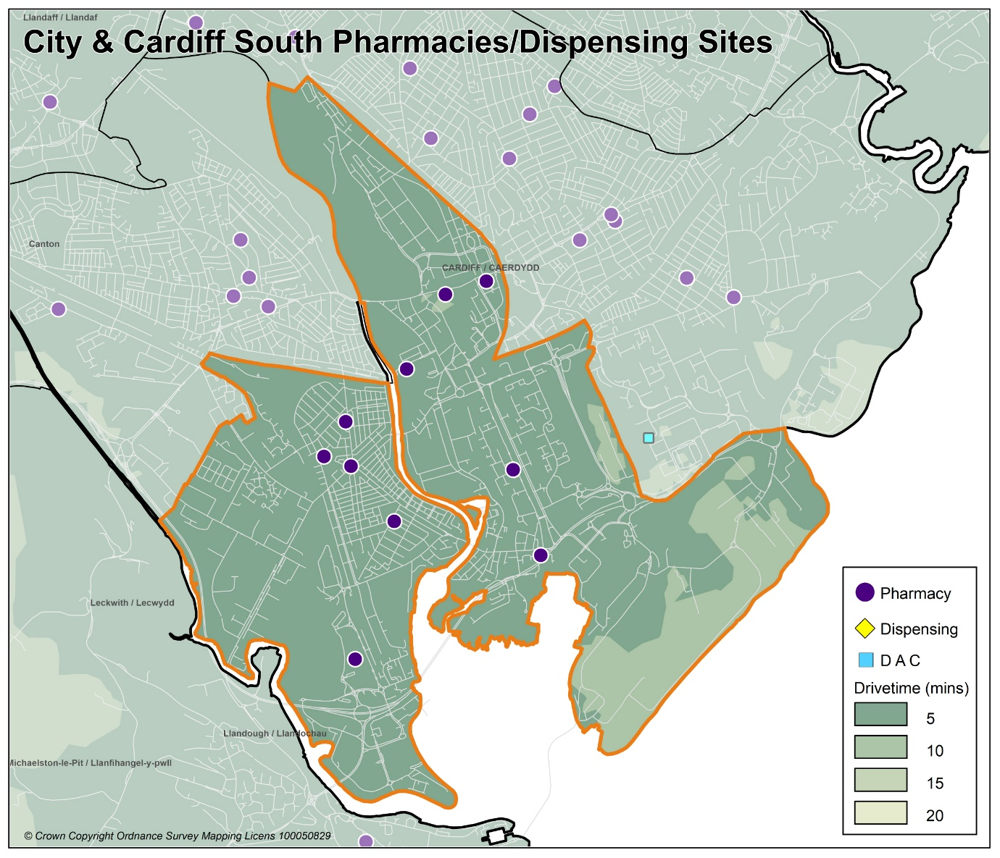 Llandaff / Llandaf
City & Cardiff South Pharmacies/Dispensing Sites
Canton
CARDIFF / CAERDYDD
Leckwith / Lecwydd
Llandough / Llandochau
Michaelston-le-Pit / Llanfihangel-y-pwll
Pharmacy
Dispensing
D A C
Drivetime (mins)
5
10
15
20
© Crown Copyright Ordnance Survey Mapping Licens 100050829